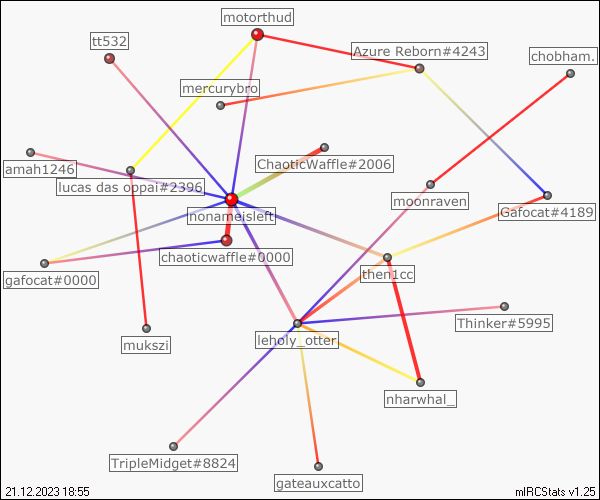 motorthud
tt532
Azure Reborn#4243
chobham.
mercurybro
amah1246
ChaoticWaffle#2006
lucas das oppai#2396
moonraven
nonameisleft
Gafocat#4189
chaoticwaffle#0000
gafocat#0000
then1cc
Thinker#5995
mukszi
leholy_otter
nharwhal_
TripleMidget#8824
gateauxcatto
21.12.2023 18:55
mIRCStats v1.25